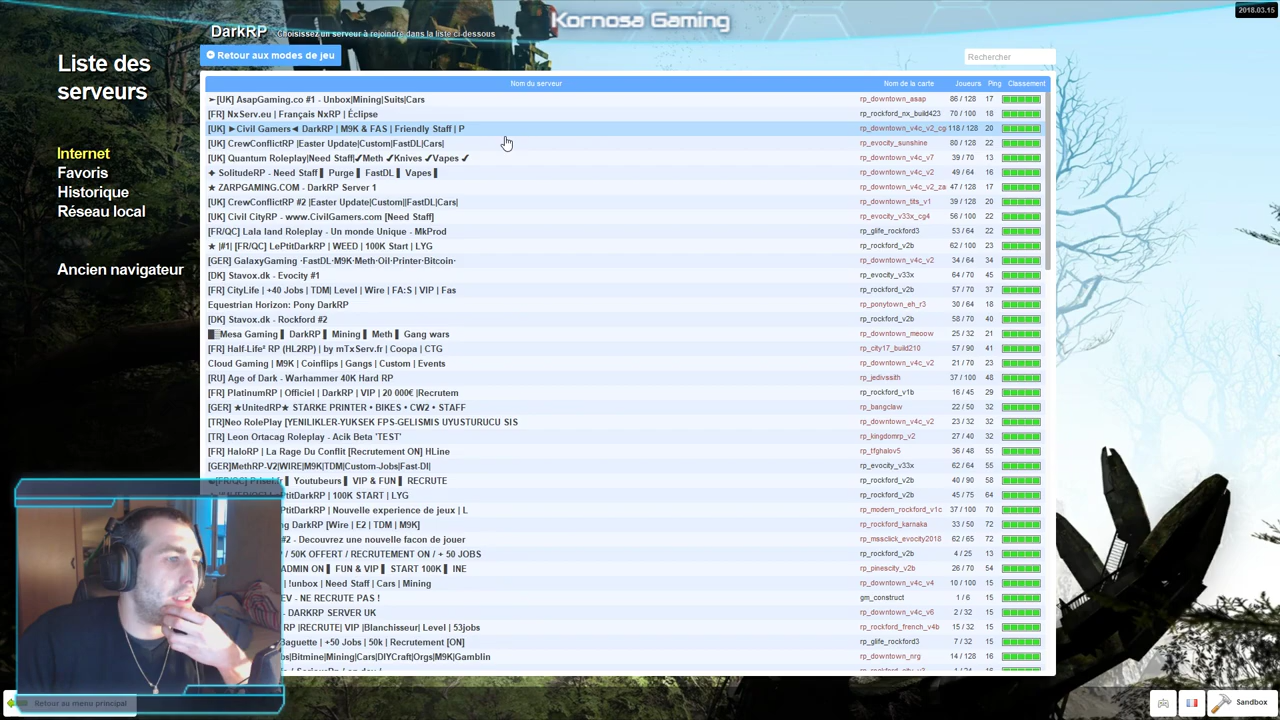 Kornosa Gaming
2018.03.15
DarkRP - Choisissez un serveur à rejoindre dans la liste ci-dessous
Liste des
serveurs
Retour aux modes de jeu
Rechercher
Nom du serveur Nom de la carte Joueurs Ping Classement
►[UK] AsapGaming.co #1 - Unbox|Mining|Suits|Cars rp_downtown_asap 86 / 128 17
[FR] NxServ.eu | Français NxRP | Éclipse rp_rockford_nx_build423 70 / 100 18
[UK] ►Civil Gamers◄ DarkRP | M9K & FAS | Friendly Staff | P rp_downtown_v4c_v2_cg 118 / 128 20
[UK] CrewConflictRP |Easter Update|Custom|FastDL|Cars| rp_evocity_sunshine 80 / 128 22
[UK] Quantum Roleplay|Need Staff|✔Meth ✔Knives ✔Vapes ✔ rp_downtown_v4c_v7 39 / 70 13
✦ SolitudeRP - Need Staff ▌ Purge ▌ FastDL ▌ Vapes ▌ rp_downtown_v4c_v2 49 / 64 16
★ ZARPGAMING.COM - DarkRP Server 1 rp_downtown_v4c_v2_za 47 / 128 17
[UK] CrewConflictRP #2 |Easter Update|Custom||FastDL|Cars| rp_downtown_tits_v1 39 / 128 20
[UK] Civil CityRP - www.CivilGamers.com [Need Staff] rp_evocity_v33x_cg4 56 / 100 22
[FR/QC] Lala land Roleplay - Un monde Unique - MkProd rp_glife_rockford3 53 / 64 22
★ |#1| [FR/QC] LePtitDarkRP | WEED | 100K Start | LYG rp_rockford_v2b 62 / 100 23
[GER] GalaxyGaming ·FastDL·M9K·Meth·Oil·Printer·Bitcoin· rp_downtown_v4c_v2 34 / 64 34
[DK] Stavox.dk - Evocity #1 rp_evocity_v33x 64 / 70 45
[FR] CityLife | +40 Jobs | TDM| Level | Wire | FA:S | VIP | Fas rp_rockford_v2b 57 / 70 37
Equestrian Horizon: Pony DarkRP rp_ponytown_eh_r3 30 / 64 18
[DK] Stavox.dk - Rockford #2 rp_rockford_v2b 58 / 70 40
█▒Mesa Gaming ▌ DarkRP ▌ Mining ▌ Meth ▌ Gang wars rp_downtown_meoow 25 / 32 21
[FR] Half-Life² RP (HL2RP) | by mTxServ.fr | Coopa | CTG rp_city17_build210 57 / 90 41
Cloud Gaming | M9K | Coinflips | Gangs | Custom | Events rp_downtown_v4c_v2 21 / 70 23
[RU] Age of Dark - Warhammer 40K Hard RP rp_jedivssith 37 / 100 48
[FR] PlatinumRP | Officiel | DarkRP | VIP | 20 000€ |Recrutem rp_rockford_v1b 16 / 45 29
[GER] ★UnitedRP★ STARKE PRINTER • BIKES • CW2 • STAFF rp_bangclaw 22 / 50 32
[TR]Neo RolePlay [YENILIKLER-YUKSEK FPS-GELISMIS UYUSTURUCU SIS rp_downtown_v4c_v2 23 / 32 32
[TR] Leon Ortacag Roleplay - Acik Beta 'TEST' rp_kingdomrp_v2 27 / 40 32
[FR] HaloRP | La Rage Du Conflit [Recrutement ON] HLine rp_tfghalov5 36 / 48 55
[GER]MethRP-V2|WIRE|M9K|TDM|Custom-Jobs|Fast-Dl| rp_evocity_v33x 62 / 64 55
▌ Youtubeurs ▌ VIP & FUN ▌ RECRUTE rp_rockford_v2b 40 / 90 58
PtitDarkRP | 100K START | LYG rp_rockford_v2b 45 / 75 64
PtitDarkRP | Nouvelle experience de jeux | L rp_modern_rockford_v1c 37 / 100 70
ng DarkRP [Wire | E2 | TDM | M9K] rp_rockford_karnaka 33 / 50 72
#2 - Decouvrez une nouvelle facon de jouer rp_mssclick_evocity2018 62 / 65 72
/ 50K OFFERT / RECRUTEMENT ON / + 50 JOBS rp_rockford_v2b 4 / 25 13
ADMIN ON ▌ FUN & VIP ▌ START 100K ▌ INE rp_pinescity_v2b 26 / 70 54
| !unbox | Need Staff | Cars | Mining rp_downtown_v4c_v4 10 / 100 15
EV - NE RECRUTE PAS ! gm_construct 1 / 6 15
- DARKRP SERVER UK rp_downtown_v4c_v6 2 / 32 15
RP |RECRUTE| VIP |Blanchisseur| Level | 53jobs rp_rockford_french_v4b 15 / 32 15
Baguette | +50 Jobs | 50k | Recrutement [ON] rp_glife_rockford3 7 / 32 15
bs|Bitmine|Mining|Cars|DIYCraft|Orgs|M9K|Gamblin rp_downtown_nrg 14 / 128 16
Internet
Favoris
Historique
Réseau local
Ancien navigateur
Retour au menu principal
Sandbox